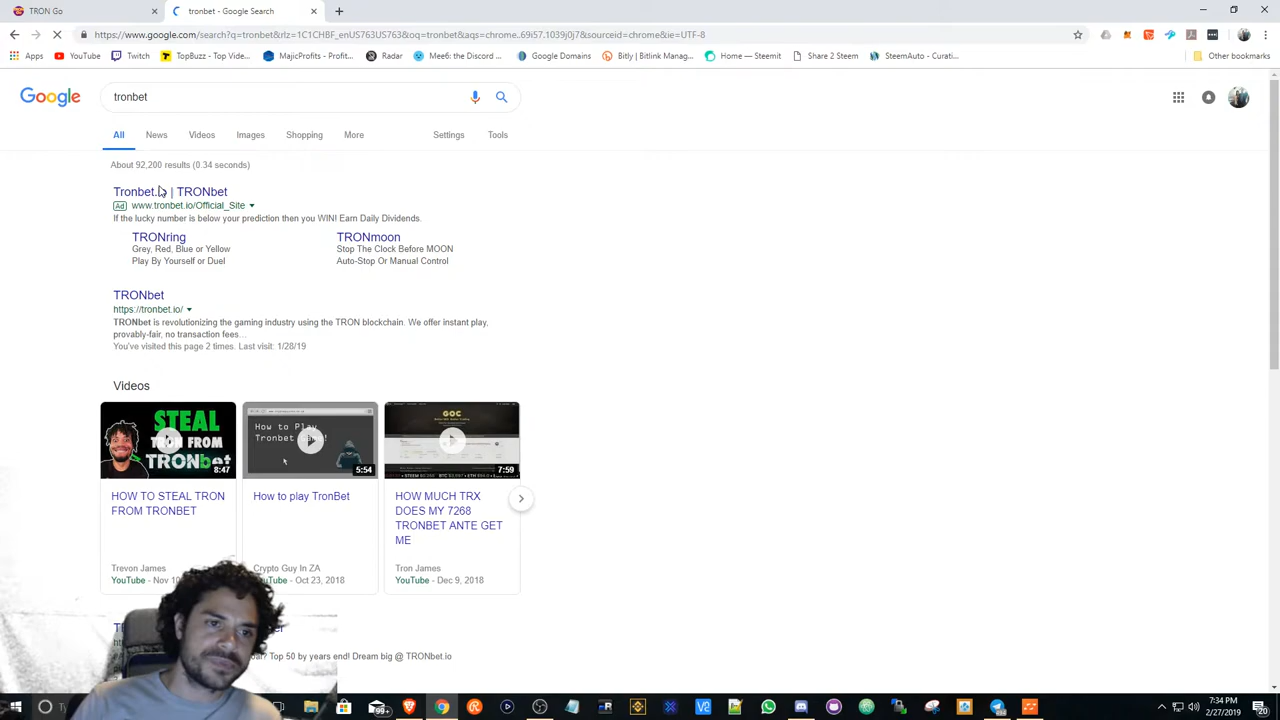 TRON Go
tronbet - Google Search
https://www.google.com/search?q=tronbet&rlz=1C1CHBF_enUS763US763&oq=tronbet&aqs=chrome..69i57.1039j0j7&sourceid=chrome&ie=UTF-8
Apps
YouTube
Twitch
TopBuzz - Top Video...
MajicProfits - Profit...
Radar
Mee6: the Discord ...
Google Domains
Bitly | Bitlink Manag...
Home — Steemit
Share 2 Steem
SteemAuto - Curati...
Other bookmarks
Google
tronbet
All
News
Videos
Images
Shopping
More
Settings
Tools
About 92,200 results (0.34 seconds)
| TRONbet
Ad www.tronbet.io/Official_Site
If the lucky number is below your prediction then you WIN! Earn Daily Dividends.
TRONring
Grey, Red, Blue or Yellow
Play By Yourself or Duel
TRONmoon
Stop The Clock Before MOON
Auto-Stop Or Manual Control
TRONbet
https://tronbet.io/
TRONbet is revolutionizing the gaming industry using the TRON blockchain. We offer instant play,
provably-fair, no transaction fees...
You've visited this page 2 times. Last visit: 1/28/19
Videos
STEAL
TRON FROM
TRONbet
8:47
How to Play
Tronbet Game!
5:54
GOC
7:59
HOW TO STEAL TRON
FROM TRONBET
Trevon James
YouTube - Nov
How to play TronBet
Crypto Guy In ZA
- Oct 23, 2018
HOW MUCH TRX
DOES MY 7268
TRONBET ANTE GET
ME
Tron James
YouTube - Dec 9, 2018
Top 50 by years end! Dream big @ TRONbet.io
99+
7:34 PM
2/27/2019